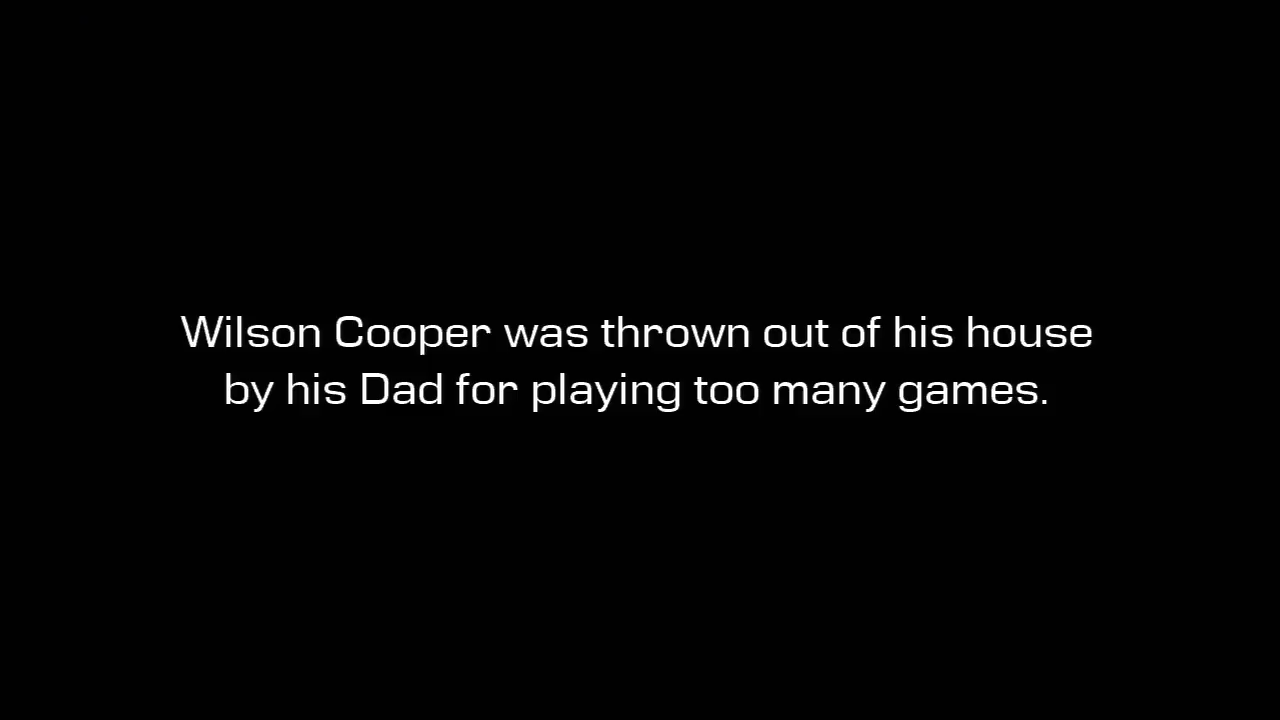 Wilson Cooper was thrown out of his house
by his Dad for playing too many games.